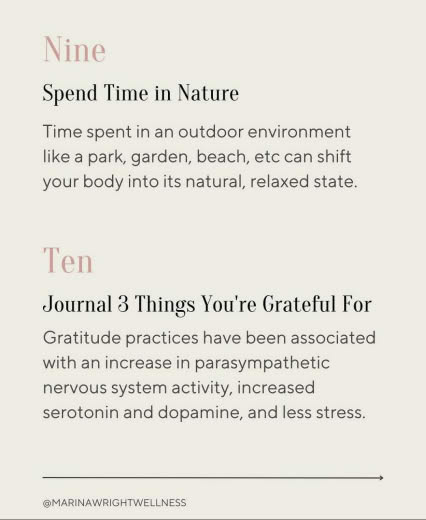 Nine
Spend Time in Nature
Time spent in an outdoor environment
like a park, garden, beach, etc can shift
your body into its natural, relaxed state.
Ten
Journal 3 Things You're Grateful For
Gratitude practices have been associated
with an increase in parasympathetic
nervous system activity, increased
serotonin and dopamine, and less stress.
@MARINAWRIGHTWELLNESS